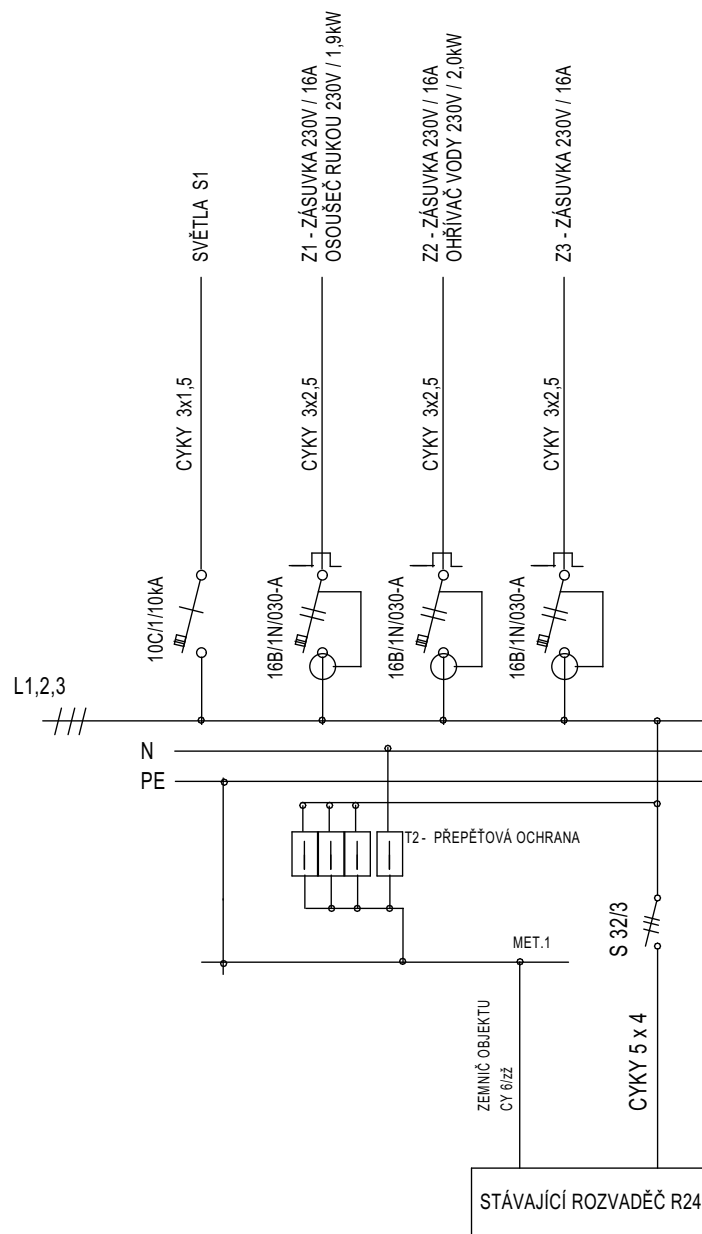 SVĚTLA S1
Z1 - ZÁSUVKA 230V / 16A
OSOUŠEČ RUKOU 230V / 1,9kW
Z2 - ZÁSUVKA 230V / 16A
OHŘÍVAČ VODY 230V / 2,0kW
Z3 - ZÁSUVKA 230V / 16A
CYKY 3x1,5
CYKY 3x2,5
CYKY 3x2,5
CYKY 3x2,5
10C/1/10kA
16B/1N/030-A
16B/1N/030-A
16B/1N/030-A
L1,2,3
N
PE
T2 - PŘEPĚŤOVÁ OCHRANA
S 32/3
MET.1
ZEMNIČ OBJEKTU
CY 6/zž
CYKY 5 x 4
STÁVAJÍCÍ ROZVADĚČ R24